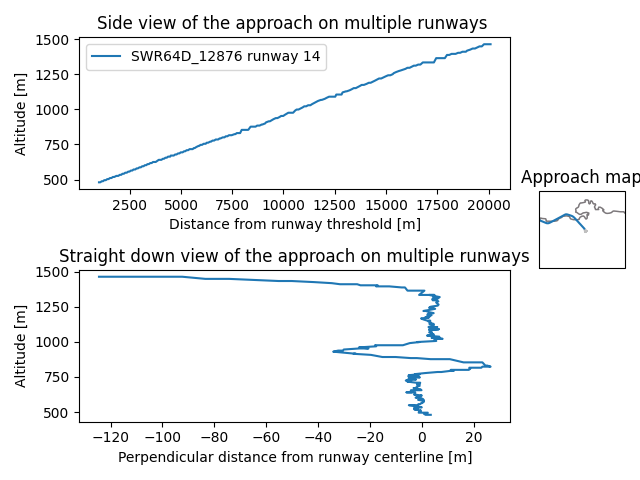 Side view of the approach on multiple runways
Altitude [m]
1500
1250
1000
750
500
SWR64D_12876 runway 14
2500 5000 7500 10000 12500 15000 17500 20000
Distance from runway threshold [m]
Approach map
Straight down view of the approach on multiple runways
Altitude [m]
1500
1250
1000
750
500
−120 −100 −80 −60 −40 −20 0 20
Perpendicular distance from runway centerline [m]